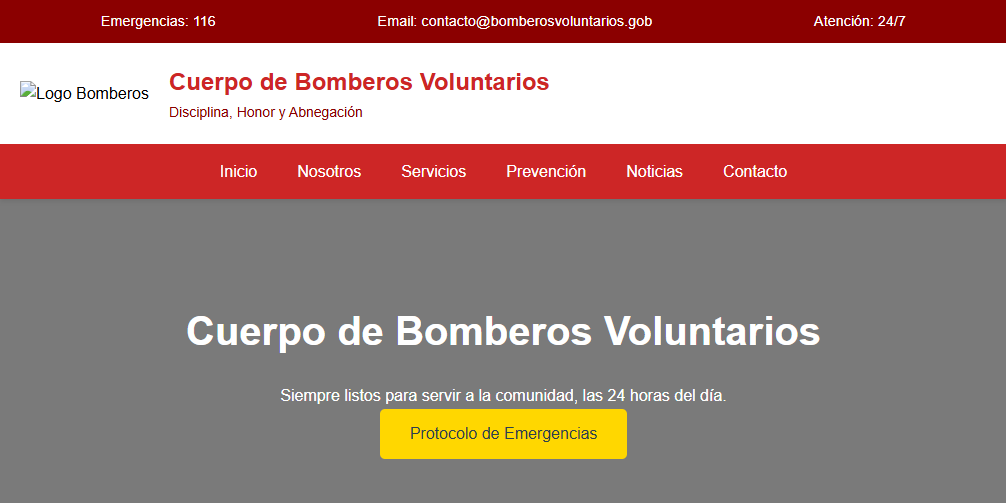 Emergencias: 116 Email: contacto@bomberosvoluntarios.gob Atención: 24/7
Logo Bomberos
Cuerpo de Bomberos Voluntarios
Disciplina, Honor y Abnegación
Inicio Nosotros Servicios Prevención Noticias Contacto
Cuerpo de Bomberos Voluntarios
Siempre listos para servir a la comunidad, las 24 horas del día.
Protocolo de Emergencias